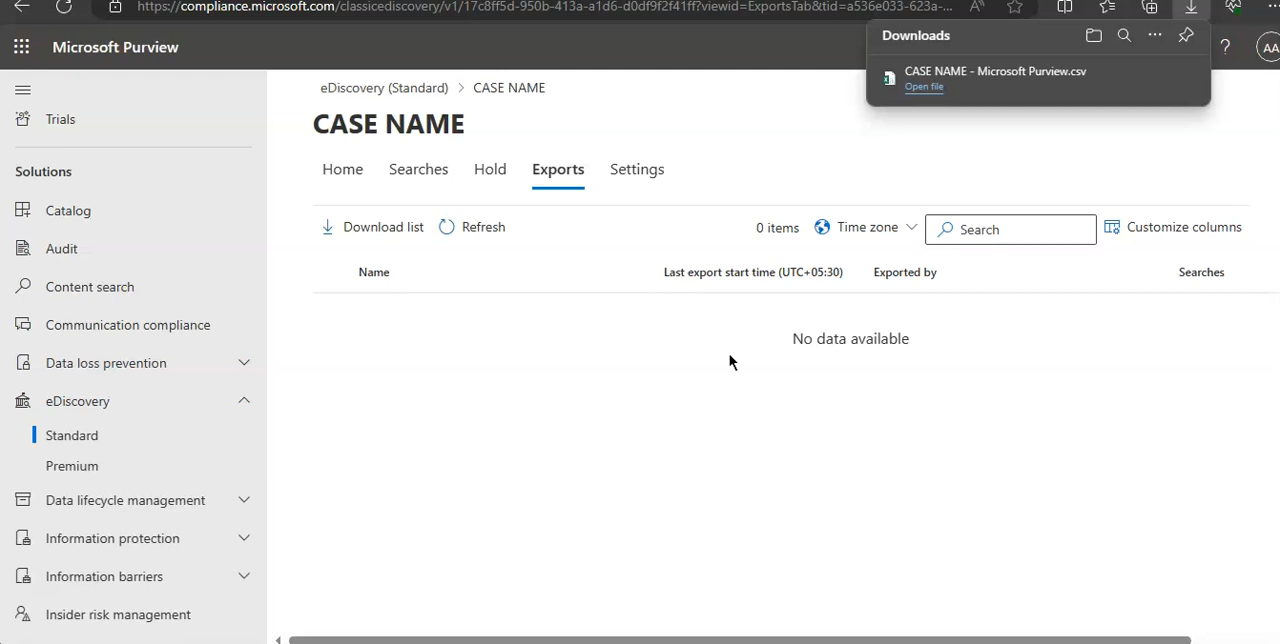 https://compliance.microsoft.com/classicediscovery/v1/17c8ff5d-950b-413a-a1d6-d0df9f2f41ff?viewid=ExportsTab&tid=a536e033-623a-...
Microsoft Purview
Downloads
CASE NAME - Microsoft Purview.csv
Open file
?
AA
Trials
Solutions
Catalog
Audit
Content search
Communication compliance
Data loss prevention
eDiscovery
Standard
Premium
Data lifecycle management
Information protection
Information barriers
Insider risk management
eDiscovery (Standard) > CASE NAME
CASE NAME
Home Searches Hold Exports Settings
Download list Refresh 0 items Time zone Search Customize columns
Name Last export start time (UTC+05:30) Exported by Searches
No data available